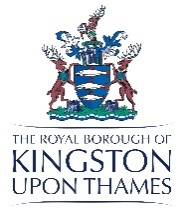 THE ROYAL BOROUGH OF
KINGSTON
UPON THAMES